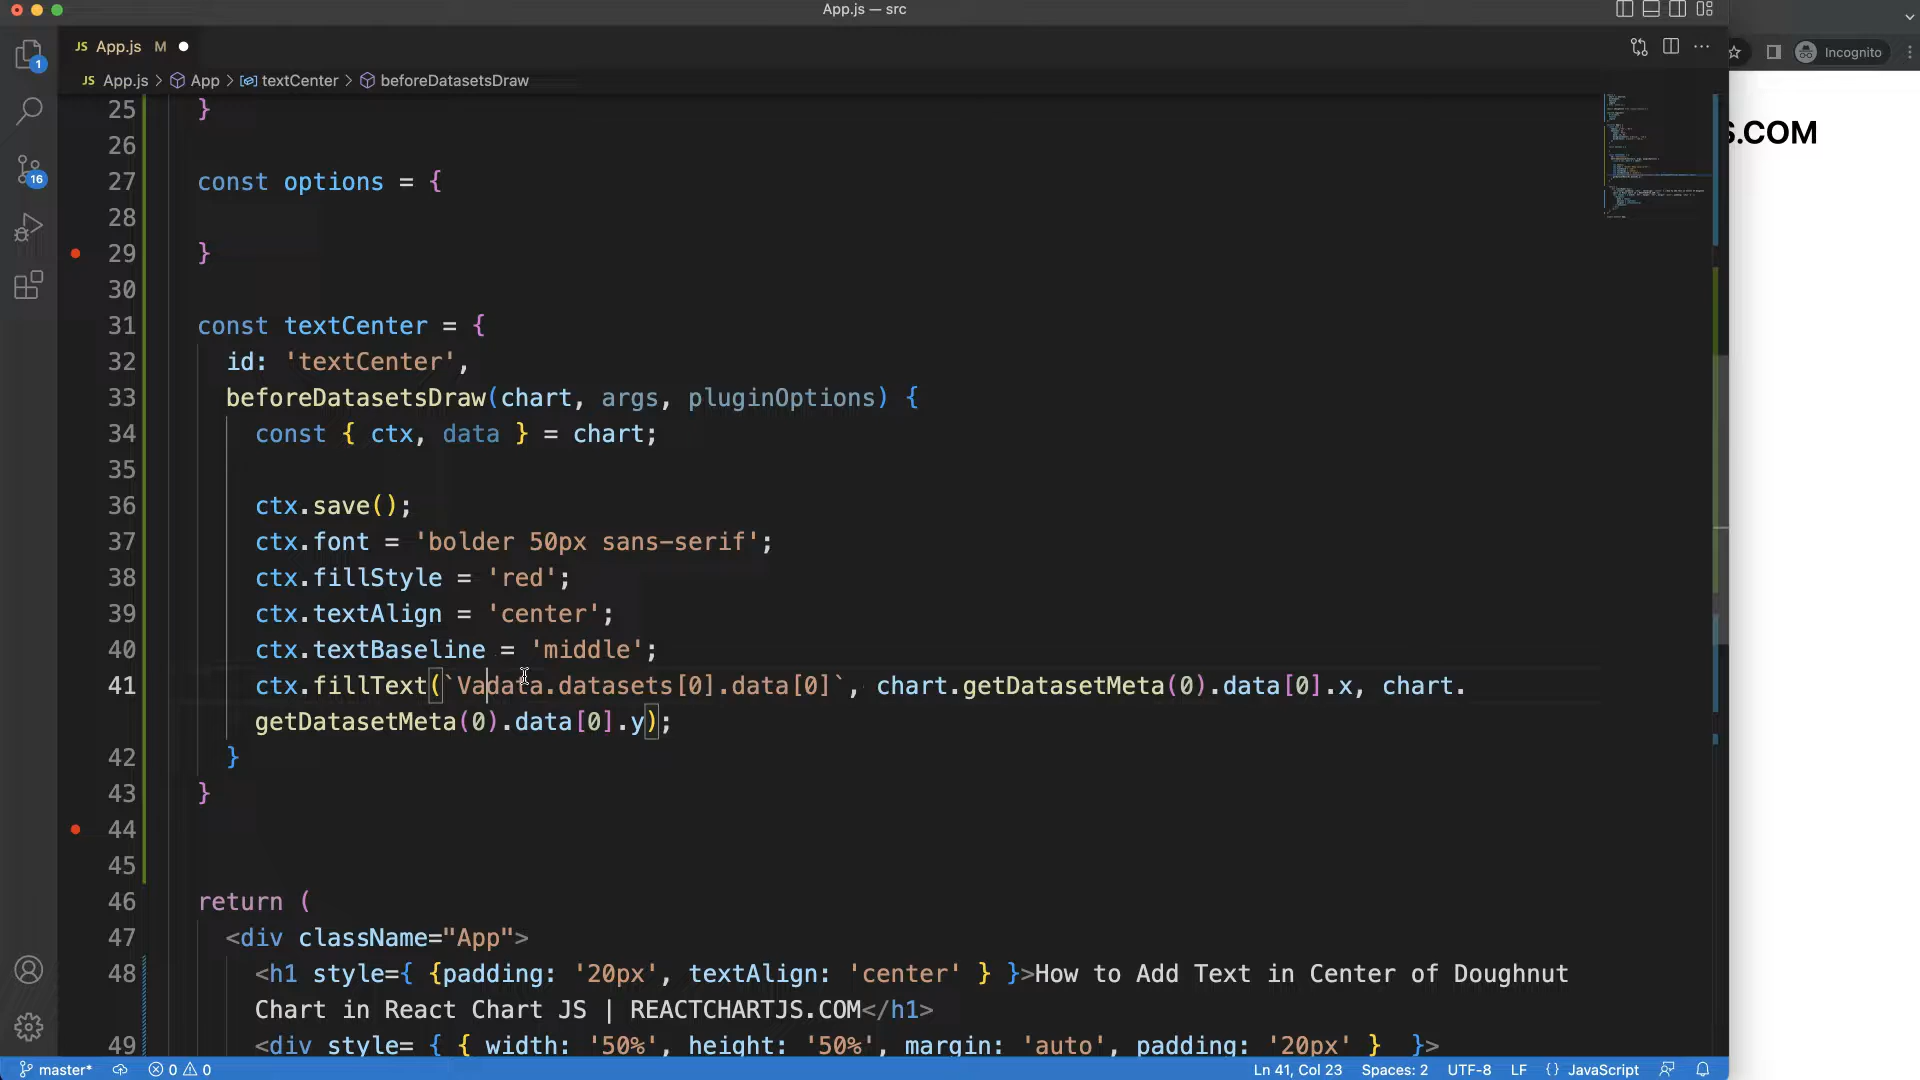 App.js — src
JS App.js M
Incognito
JS App.js > App > textCenter > beforeDatasetsDraw
S.COM
1
16
25 }
26
27 const options = {
28
29 }
30
31 const textCenter = {
32 id: 'textCenter',
33 beforeDatasetsDraw(chart, args, pluginOptions) {
34 const { ctx, data } = chart;
35
36 ctx.save();
37 ctx.font = 'bolder 50px sans-serif';
38 ctx.fillStyle = 'red';
39 ctx.textAlign = 'center';
40 ctx.textBaseline = 'middle';
41 ctx.fillText(`Vadata.datasets[0].data[0]`, chart.getDatasetMeta(0).data[0].x, chart.
getDatasetMeta(0).data[0].y);
42 }
43 }
44
45
46 return (
47 <div className="App">
48 <h1 style={ {padding: '20px', textAlign: 'center' } }>How to Add Text in Center of Doughnut
Chart in React Chart JS | REACTCHARTJS.COM</h1>
49 <div style= { { width: '50%', height: '50%', margin: 'auto', padding: '20px' } }>
master* 0 0 Ln 41, Col 23 Spaces: 2 UTF-8 LF {} JavaScript